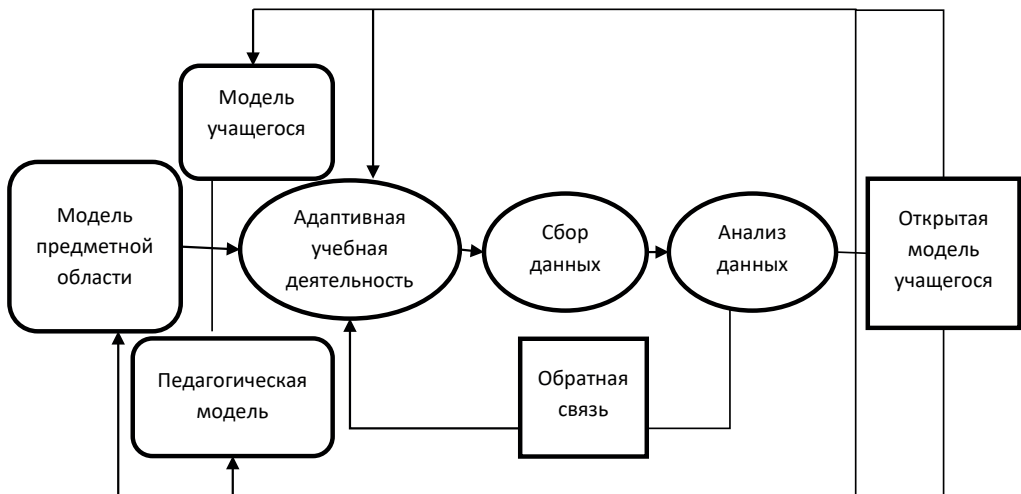 Модель
учащегося
Модель
предметной
области
Адаптивная
учебная
деятельность
Сбор
данных
Анализ
данных
Открытая
модель
учащегося
Педагогическая
модель
Обратная
связь